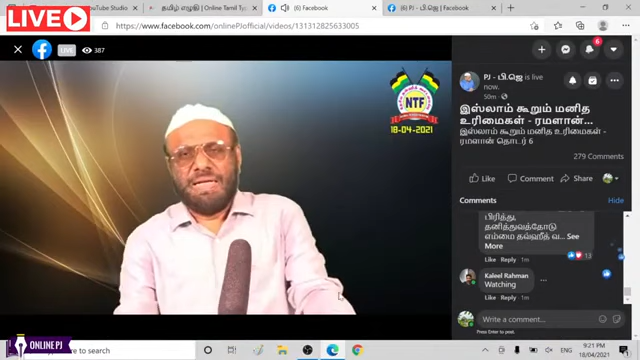 LIVE
YouTube Studio
தமிழ் எழுதி | Online Tamil Ty
(6) Facebook
(6) PJ - பி.ஜெ | Facebook
https://www.facebook.com/onlinePJofficial/videos/131312825633005
LIVE
387
NTF
18-04-2021
PJ - பி.ஜெ is live
now.
50m
இஸ்லாம் கூறும் மனித
உரிமைகள் - ரமளான்...
இஸ்லாம் கூறும் மனித உரிமைகள் -
ரமளான் தொடர் 6
279 Comments
Like Comment Share
Comments Hide
பிரித்து,
தனித்துவத்தோடு
எம்மை தவ்ஹீத் வ... See
More
13
Like · Reply · 1m
Kaleel Rahman
Watching
Like · Reply · 1m
Write a comment...
Press Enter to post.
ONLINE PJ
here to search
ENG
9:21 PM
18/04/2021